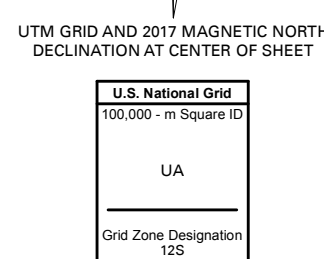 UTM GRID AND 2017 MAGNETIC NORTH
DECLINATION AT CENTER OF SHEET
U.S. National Grid
100,000 - m Square ID
UA
Grid Zone Designation
12S